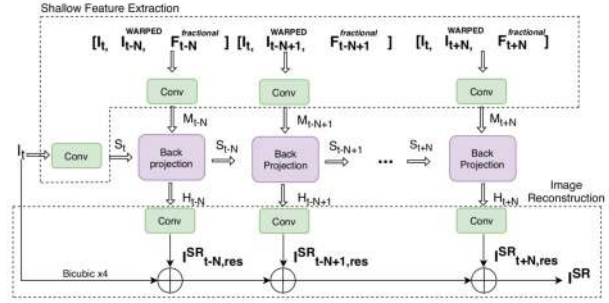 Shallow Feature Extraction
[I_t, I_t-N,^WARPED F_t-N^fractional ] [I_t, I_t-N+1,^WARPED F_t-N+1^fractional ] [I_t, I_t+N,^WARPED F_t+N^fractional ]
Conv Conv Conv
M_t-N M_t-N+1 M_t+N
I_t Conv S_t Back projection S_t-N Back Projection S_t-N+1 ... S_t+N Back Projection
H_t-N H_t-N+1 H_t+N
Image Reconstruction
Conv Conv Conv
I^SR_t-N,res I^SR_t-N+1,res I^SR_t+N,res
Bicubic x4 I^SR